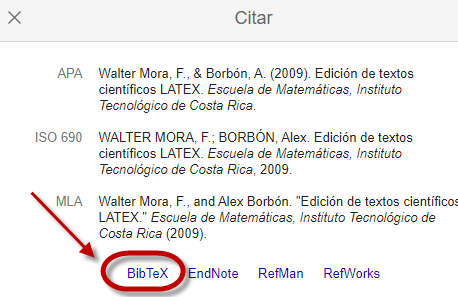 Citar
APA Walter Mora, F., & Borbón, A. (2009). Edición de textos
científicos LATEX. Escuela de Matemáticas, Instituto
Tecnológico de Costa Rica.
ISO 690 WALTER MORA, F.; BORBÓN, Alex. Edición de textos
científicos LATEX. Escuela de Matemáticas, Instituto
Tecnológico de Costa Rica, 2009.
MLA Walter Mora, F., and Alex Borbón. "Edición de textos científicos
LATEX." Escuela de Matemáticas, Instituto Tecnológico de
Costa Rica (2009).
BibTeX EndNote RefMan RefWorks